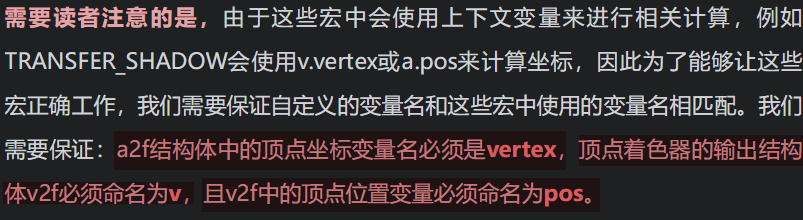 需要读者注意的是，由于这些宏中会使用上下文变量来进行相关计算，例如
TRANSFER_SHADOW会使用v.vertex或a.pos来计算坐标，因此为了能够让这些
宏正确工作，我们需要保证自定义的变量名和这些宏中使用的变量名相匹配。我们
需要保证：a2f结构体中的顶点坐标变量名必须是vertex，顶点着色器的输出结构
体v2f必须命名为v，且v2f中的顶点位置变量必须命名为pos。